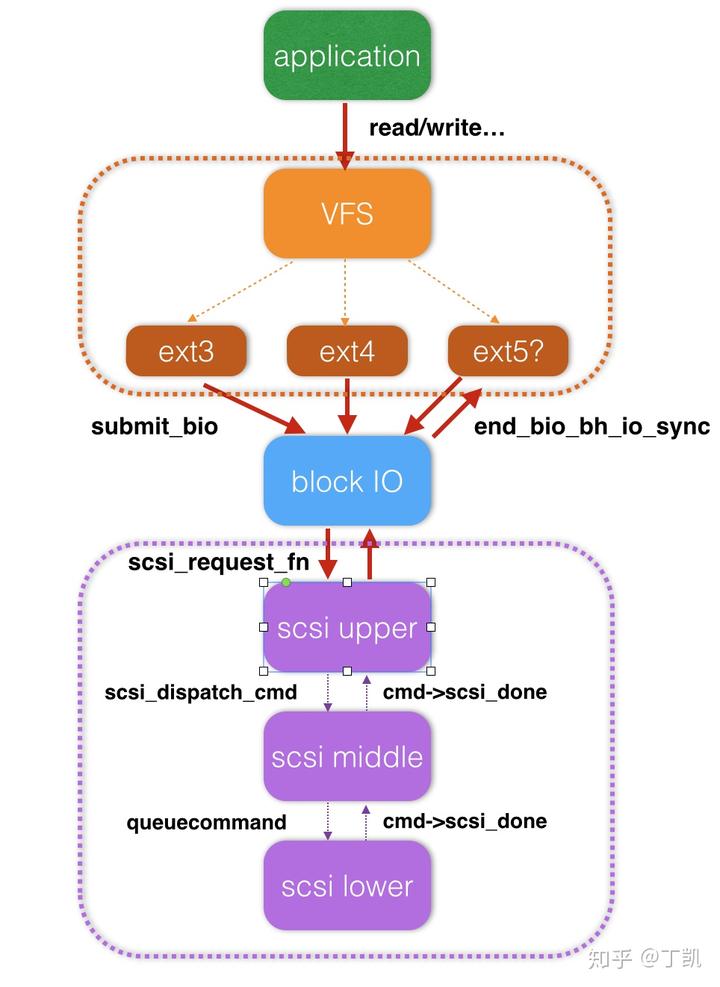 application
read/write…
VFS
ext3
ext4
ext5?
submit_bio
end_bio_bh_io_sync
block IO
scsi_request_fn
scsi upper
scsi_dispatch_cmd
cmd->scsi_done
scsi middle
queuecommand
cmd->scsi_done
scsi lower
知乎 @丁凯